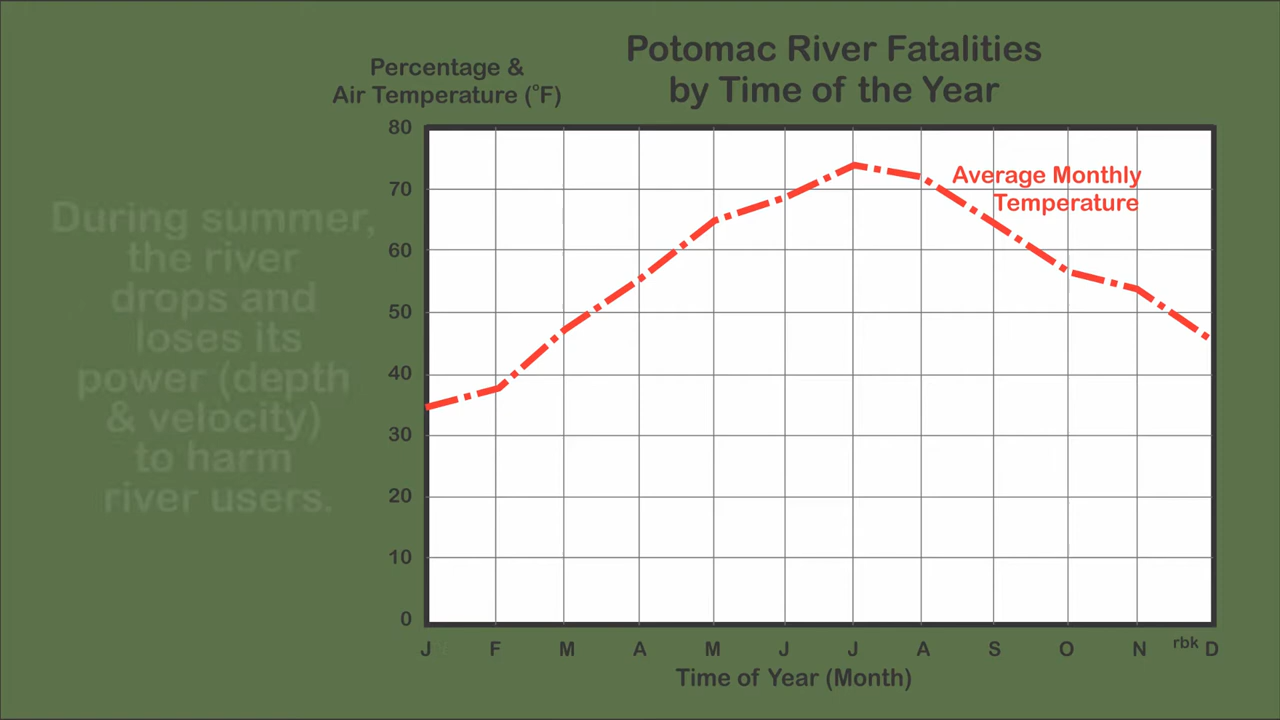 Potomac River Fatalities
by Time of the Year
Percentage &
Air Temperature (°F)
During summer,
the river
drops and
loses its
power (depth
& velocity)
to harm
river users.
80
70
60
50
40
30
20
10
0
Average Monthly
Temperature
J F M A M J J A S O N rbk D
Time of Year (Month)